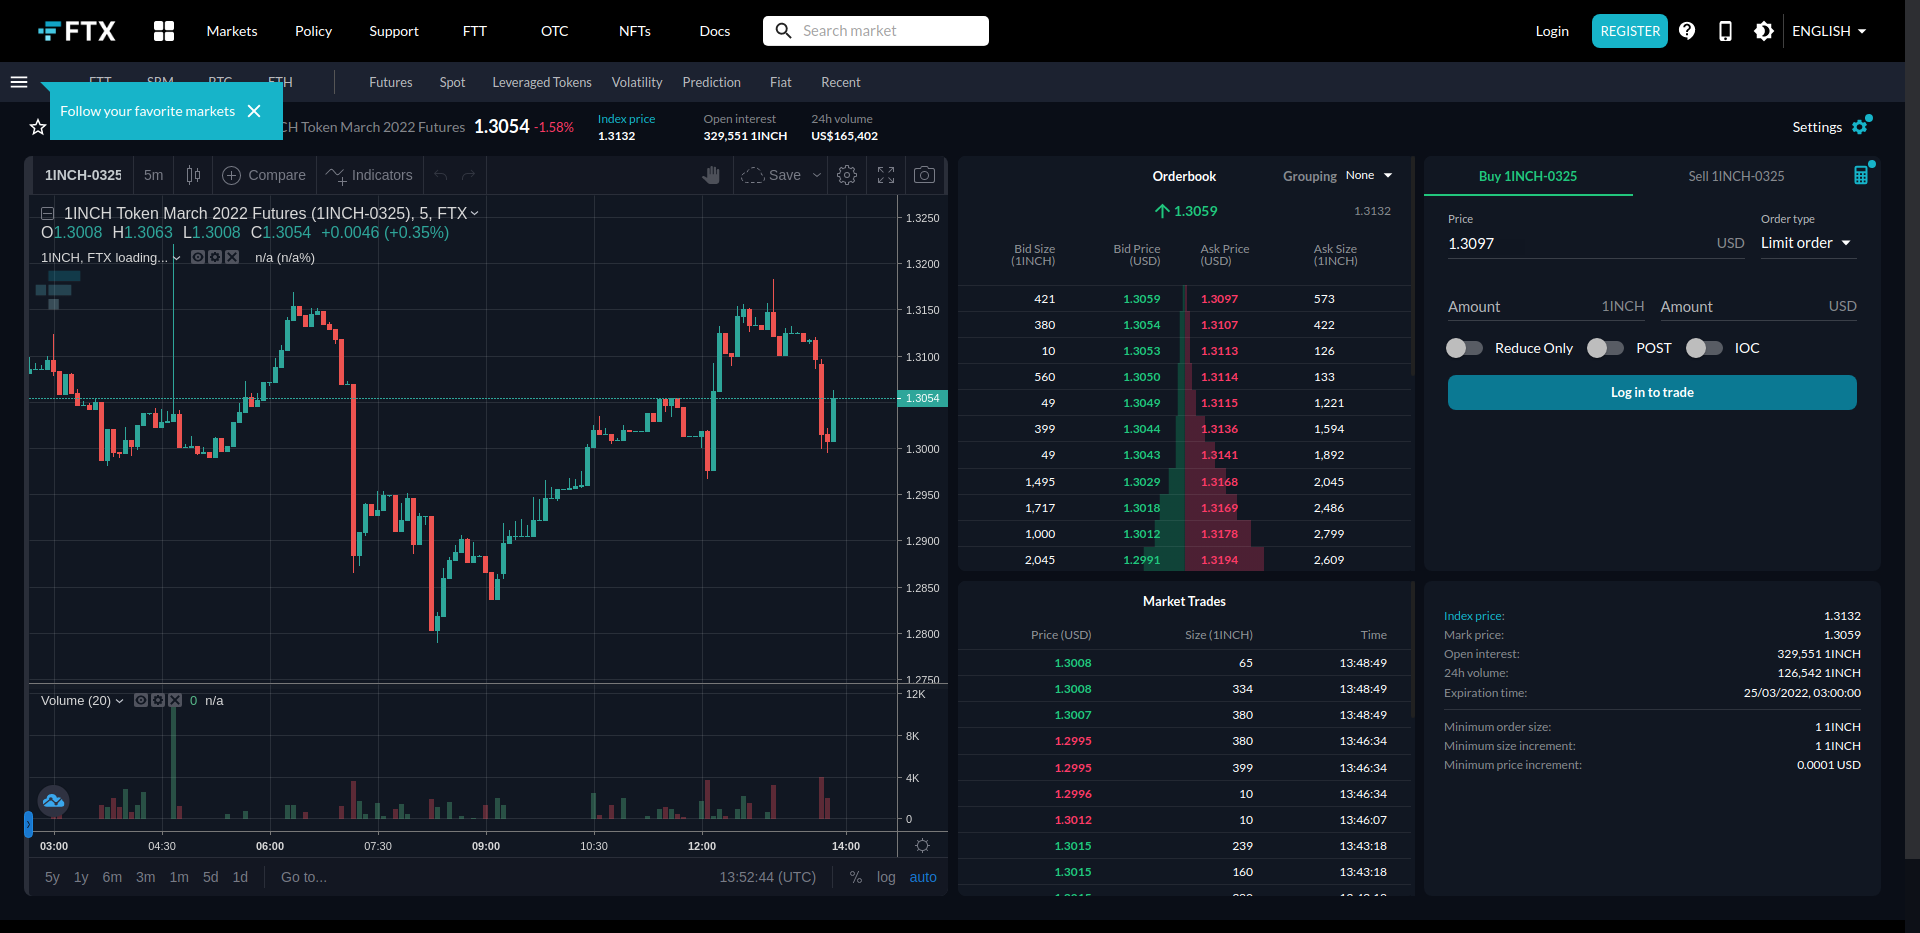 FTX Markets Policy Support FTT OTC NFTs Docs Search market Login REGISTER ENGLISH
Futures Spot Leveraged Tokens Volatility Prediction Fiat Recent
Follow your favorite markets
CH Token March 2022 Futures 1.3054 -1.58%
Index price
1.3132
Open interest
329,551 1INCH
24h volume
US$165,402
Settings
1INCH-0325 5m Compare Indicators Save
1INCH Token March 2022 Futures (1INCH-0325), 5, FTX
O1.3008 H1.3063 L1.3008 C1.3054 +0.0046 (+0.35%)
1INCH, FTX loading... n/a (n/a%)
1.3250
1.3200
1.3150
1.3100
1.3054
1.3000
1.2950
1.2900
1.2850
1.2800
1.2750
Volume (20) 0 n/a
12K
8K
4K
0
03:00 04:30 06:00 07:30 09:00 10:30 12:00 14:00
5y 1y 6m 3m 1m 5d 1d Go to... 13:52:44 (UTC) % log auto
Orderbook Grouping None
1.3059 1.3132
Bid Size (1INCH) Bid Price (USD) Ask Price (USD) Ask Size (1INCH)
421 1.3059 1.3097 573
380 1.3054 1.3107 422
10 1.3053 1.3113 126
560 1.3050 1.3114 133
49 1.3049 1.3115 1,221
399 1.3044 1.3136 1,594
49 1.3043 1.3141 1,892
1,495 1.3029 1.3168 2,045
1,717 1.3018 1.3169 2,486
1,000 1.3012 1.3178 2,799
2,045 1.2991 1.3194 2,609
Market Trades
Price (USD) Size (1INCH) Time
1.3008 65 13:48:49
1.3008 334 13:48:49
1.3007 380 13:48:49
1.2995 380 13:46:34
1.2995 399 13:46:34
1.2996 10 13:46:34
1.3012 10 13:46:07
1.3015 239 13:43:18
1.3015 160 13:43:18
Buy 1INCH-0325 Sell 1INCH-0325
Price Order type
1.3097 USD Limit order
Amount 1INCH Amount USD
Reduce Only POST IOC
Log in to trade
Index price: 1.3132
Mark price: 1.3059
Open interest: 329,551 1INCH
24h volume: 126,542 1INCH
Expiration time: 25/03/2022, 03:00:00
Minimum order size: 1 1INCH
Minimum size increment: 1 1INCH
Minimum price increment: 0.0001 USD